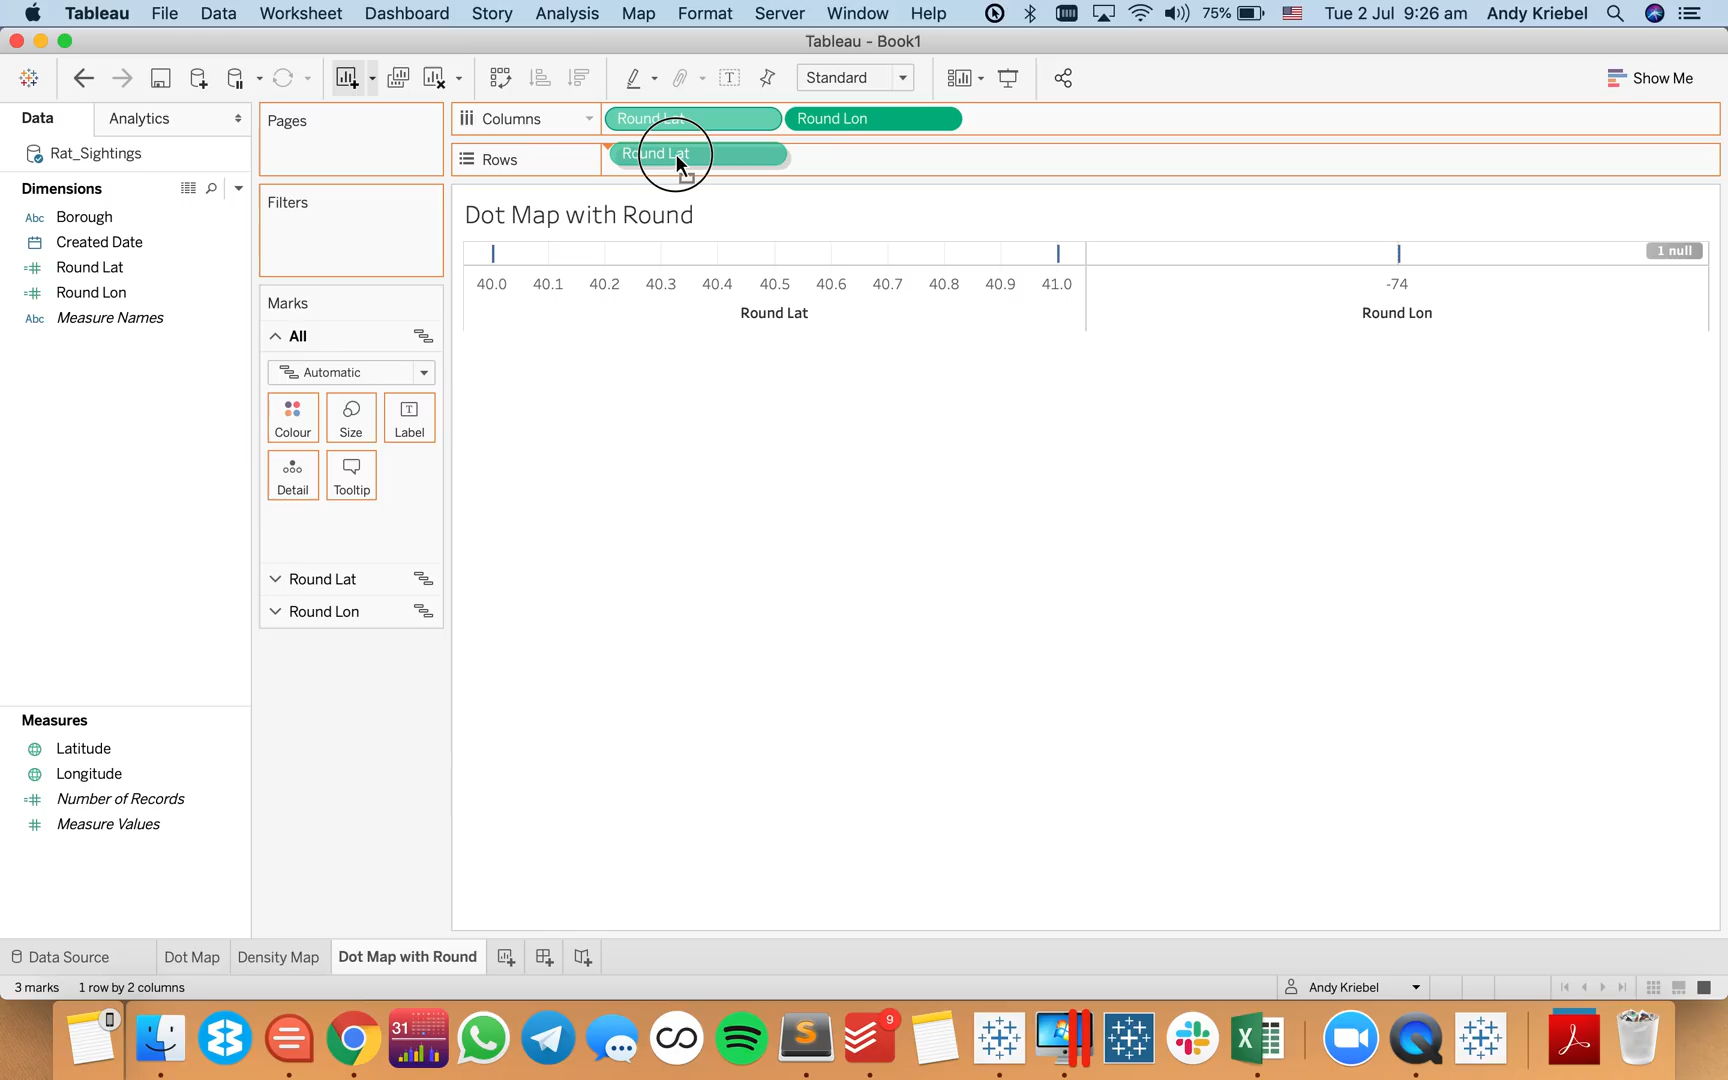 Tableau File Data Worksheet Dashboard Story Analysis Map Format Server Window Help 75% Tue 2 Jul 9:26 am Andy Kriebel
Tableau - Book1
Standard
Show Me
Data Analytics
Rat_Sightings
Dimensions
Abc Borough
Created Date
Round Lat
Round Lon
Abc Measure Names
Measures
Latitude
Longitude
Number of Records
Measure Values
Pages
Filters
Marks
All
Automatic
Colour Size Label
Detail Tooltip
Round Lat
Round Lon
Columns Round Lat Round Lon
Rows Round Lat
Dot Map with Round
1 null
40.0 40.1 40.2 40.3 40.4 40.5 40.6 40.7 40.8 40.9 41.0 -74
Round Lat Round Lon
Data Source Dot Map Density Map Dot Map with Round
3 marks 1 row by 2 columns Andy Kriebel
31
9